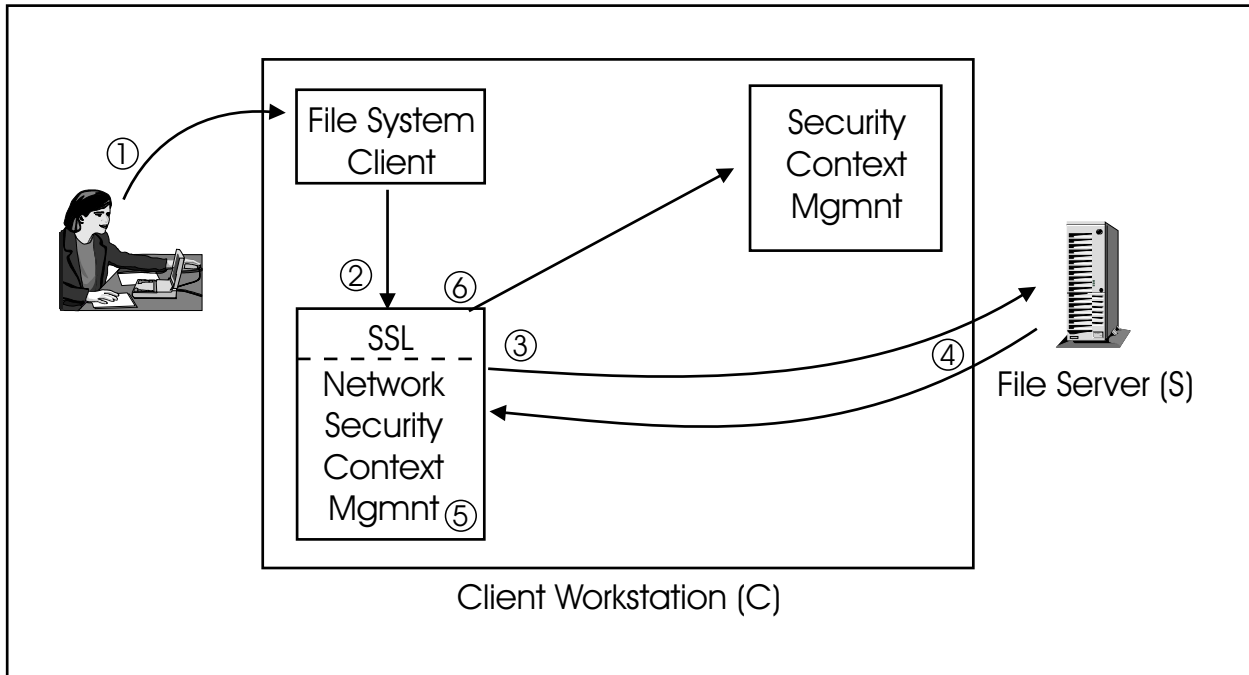 ①
File System
Client
Security
Context
Mgmnt
②
⑥
SSL
③
④
Network
Security
Context
Mgmnt
⑤
File Server (S)
Client Workstation (C)